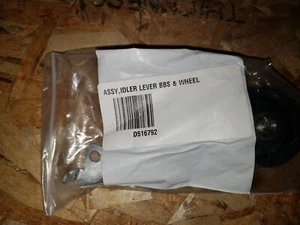 ASSY,IDLER LEVER BBS & WHEEL
D516792